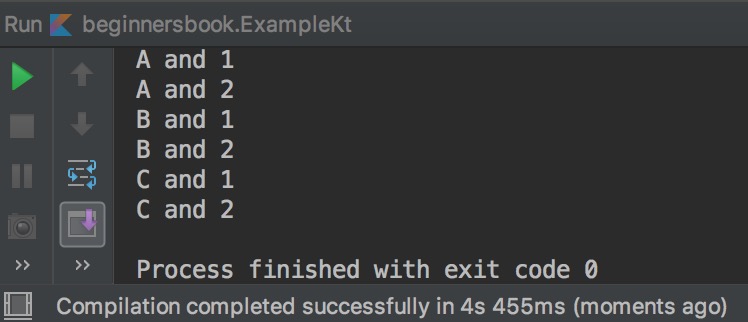 Run beginnersbook.ExampleKt
A and 1
A and 2
B and 1
B and 2
C and 1
C and 2
Process finished with exit code 0
Compilation completed successfully in 4s 455ms (moments ago)